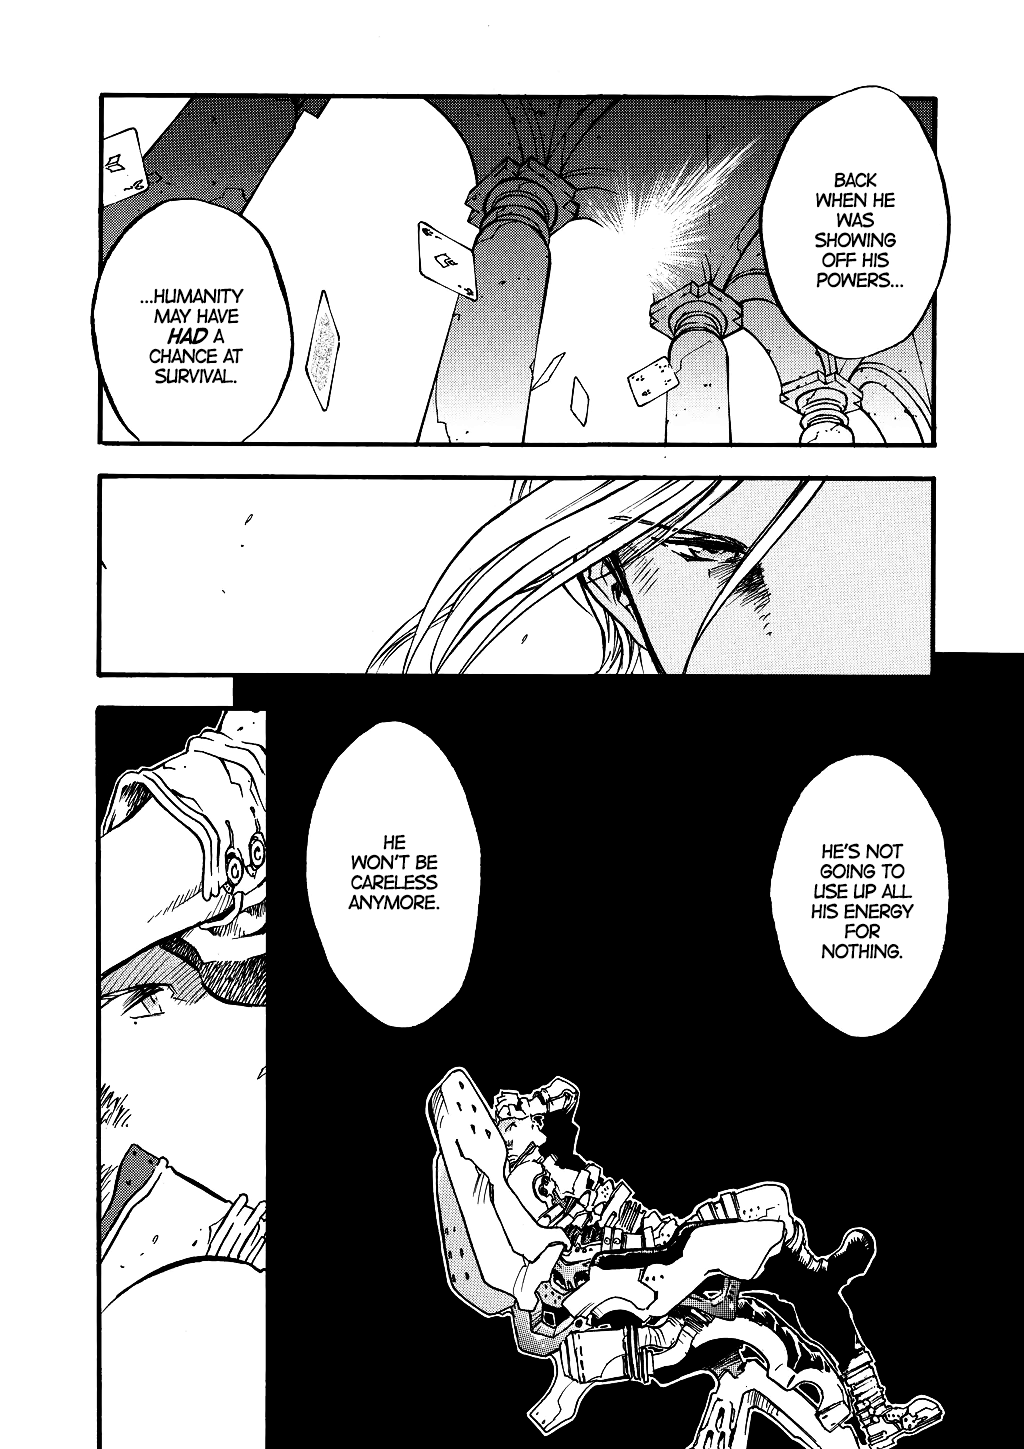 BACK
WHEN HE
WAS
SHOWING
OFF HIS
POWERS...
...HUMANITY
MAY HAVE
HAD A
CHANCE AT
SURVIVAL.
HE'S NOT
GOING TO
USE UP ALL
HIS ENERGY
FOR
NOTHING.
HE
WON'T BE
CARELESS
ANYMORE.